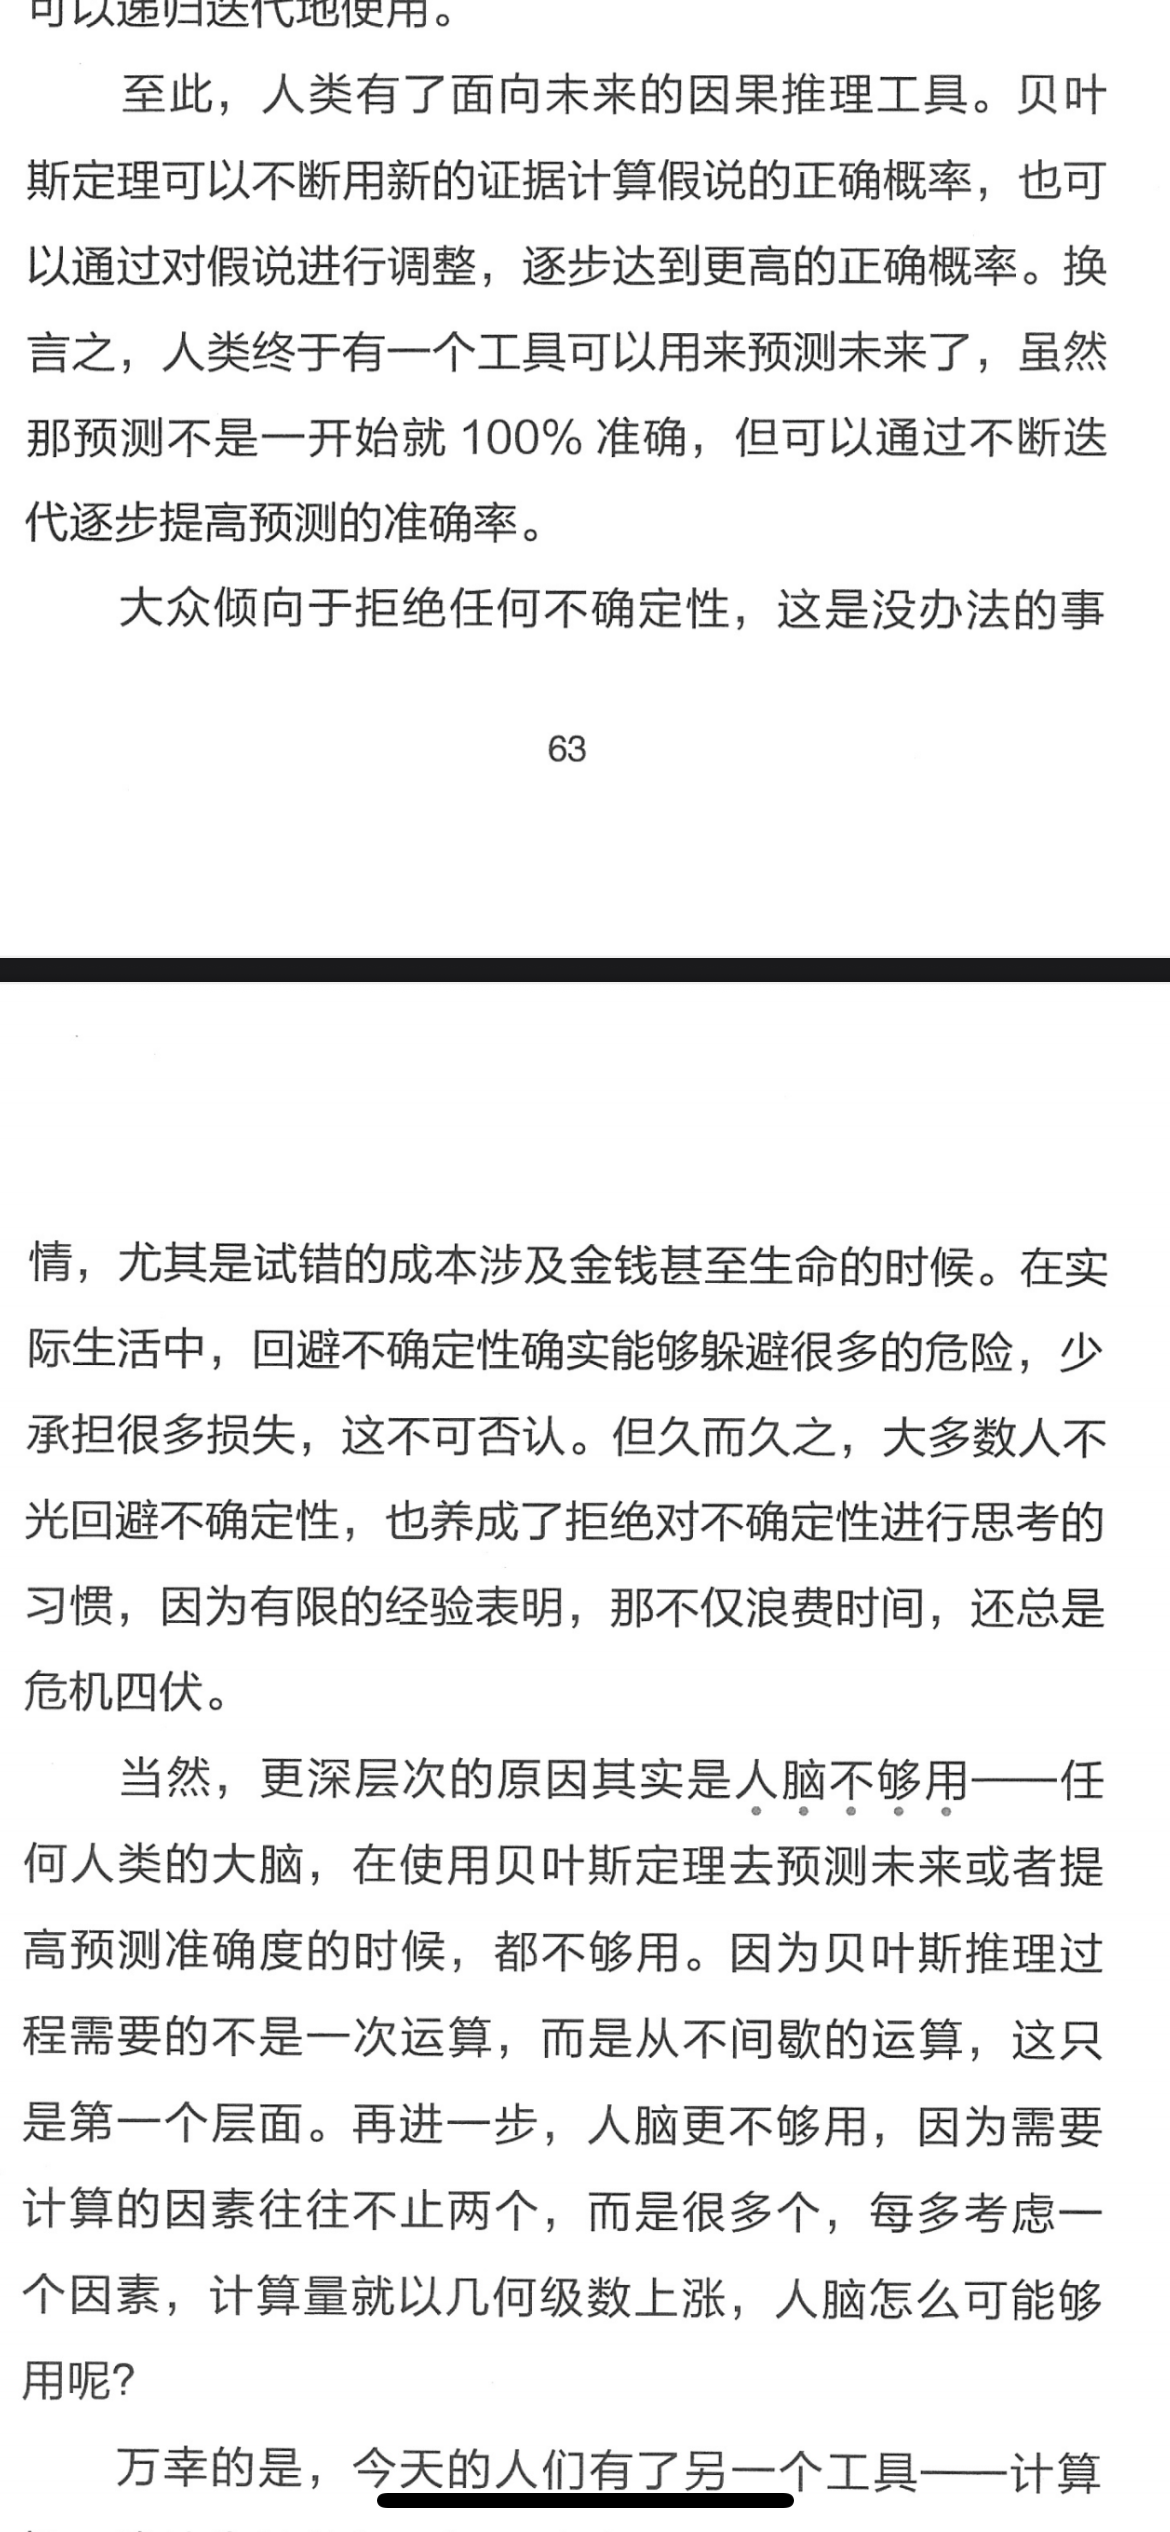 可以递归迭代地使用。
至此，人类有了面向未来的因果推理工具。贝叶
斯定理可以不断用新的证据计算假说的正确概率，也可
以通过对假说进行调整，逐步达到更高的正确概率。换
言之，人类终于有一个工具可以用来预测未来了，虽然
那预测不是一开始就 100% 准确，但可以通过不断迭
代逐步提高预测的准确率。
大众倾向于拒绝任何不确定性，这是没办法的事
63
情，尤其是试错的成本涉及金钱甚至生命的时候。在实
际生活中，回避不确定性确实能够躲避很多的危险，少
承担很多损失，这不可否认。但久而久之，大多数人不
光回避不确定性，也养成了拒绝对不确定性进行思考的
习惯，因为有限的经验表明，那不仅浪费时间，还总是
危机四伏。
当然，更深层次的原因其实是人脑不够用——任
何人类的大脑，在使用贝叶斯定理去预测未来或者提
高预测准确度的时候，都不够用。因为贝叶斯推理过
程需要的不是一次运算，而是从不间歇的运算，这只
是第一个层面。再进一步，人脑更不够用，因为需要
计算的因素往往不止两个，而是很多个，每多考虑一
个因素，计算量就以几何级数上涨，人脑怎么可能够
用呢？
万幸的是，今天的人们有了另一个工具——计算